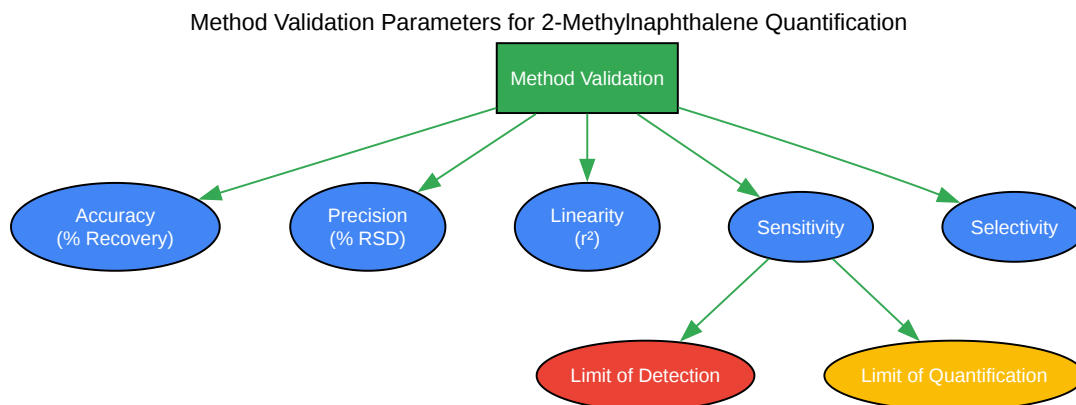 Method Validation Parameters for 2-Methylnaphthalene Quantification
Method Validation
Accuracy
(% Recovery)
Precision
(% RSD)
Linearity
(r²)
Sensitivity
Selectivity
Limit of Detection
Limit of Quantification